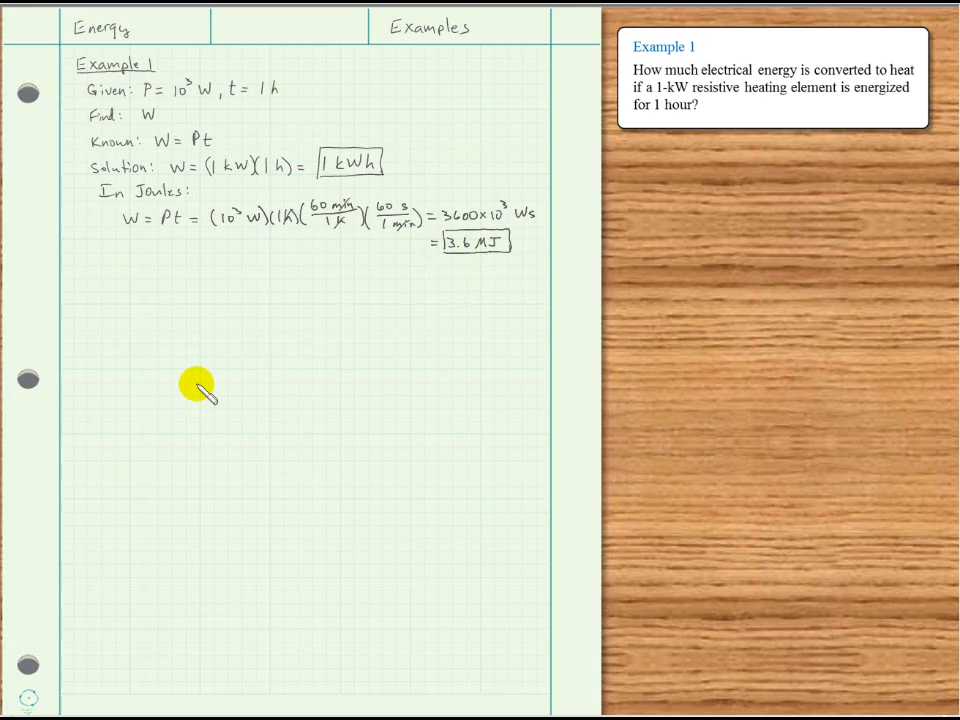 Energy Examples
Example 1
Given: P = 10³ W, t = 1 h
Find: W
Known: W = Pt
Solution: W = (1 kW)(1 h) = 1 kWh
In Joules:
W = Pt = (10³ W)(1h)(60 min/1 h)(60 s/1 min) = 3600×10³ Ws
= 3.6 MJ
Example 1
How much electrical energy is converted to heat
if a 1-kW resistive heating element is energized
for 1 hour?